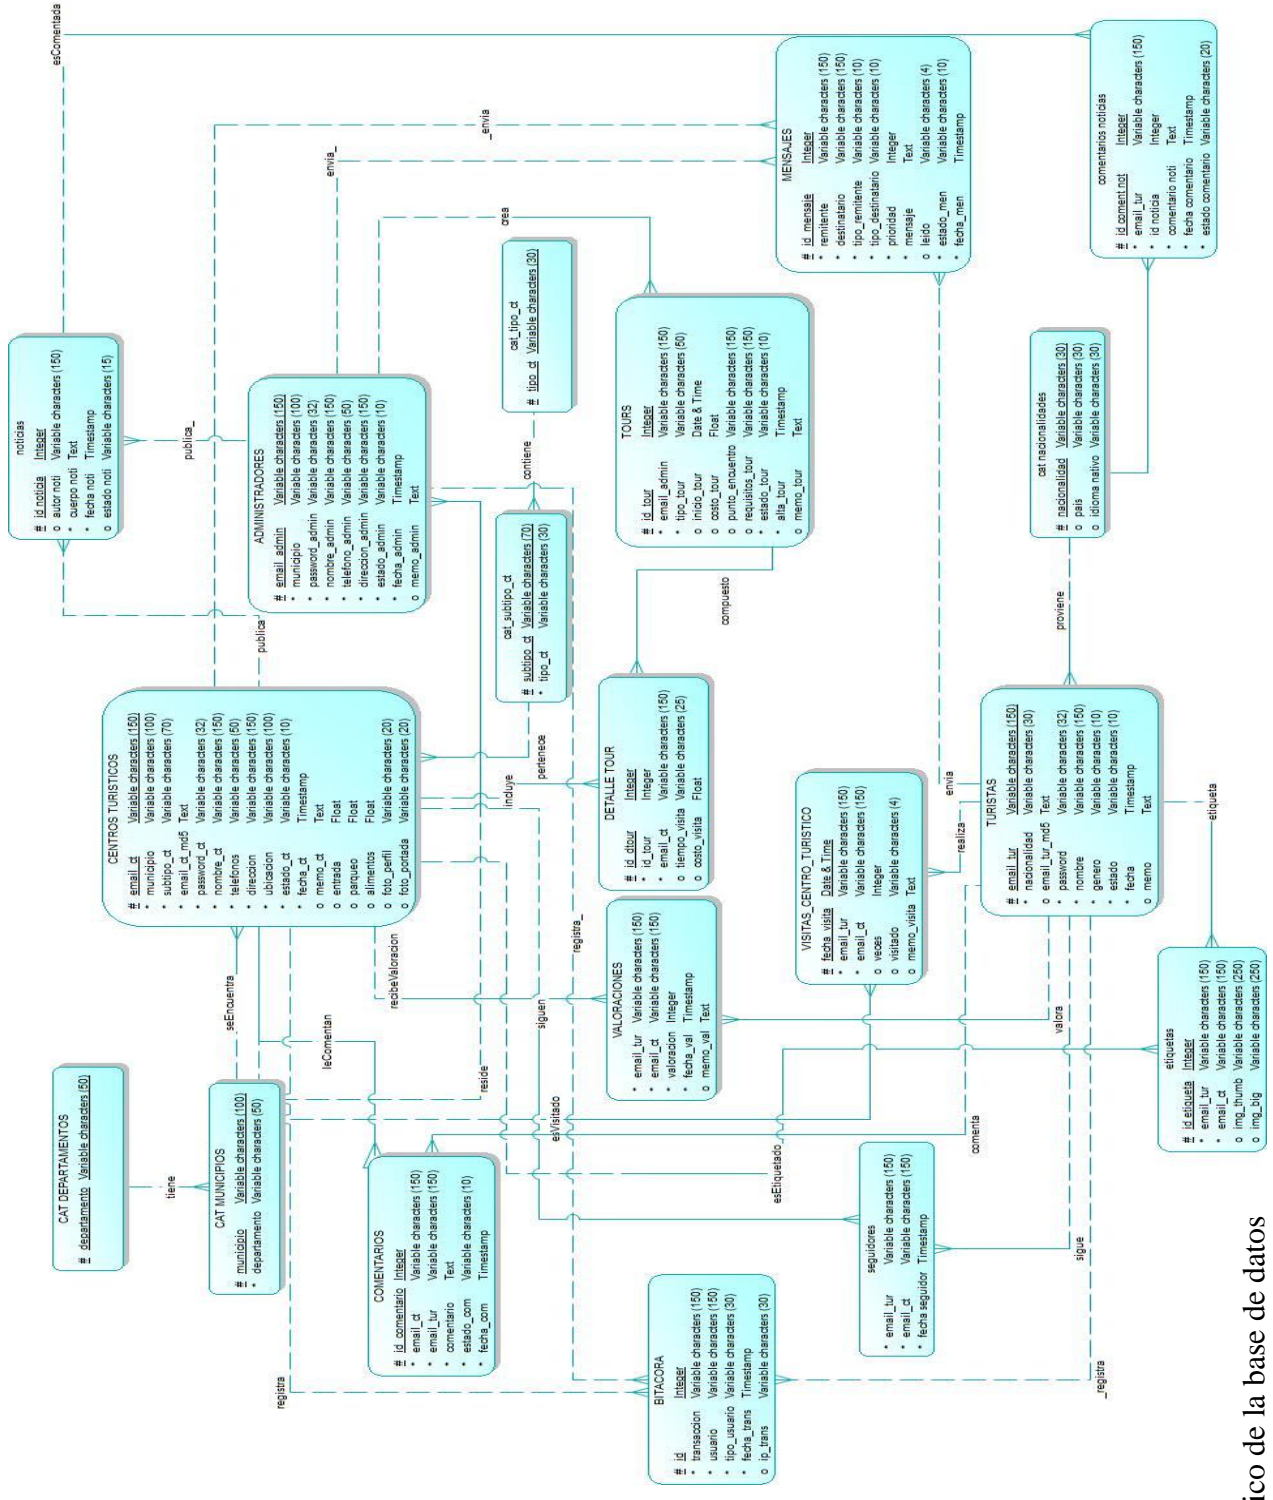 CAT DEPARTAMENTOS
# departamento Variable characters (50)
tiene
CAT MUNICIPIOS
# municipio Variable characters (100)
* departamento Variable characters (50)
seEncuentra
leComentan
registra
reside
CENTROS TURISTICOS
# email_ct Variable characters (150)
* municipio Variable characters (100)
* subtipo_ct Variable characters (70)
* email_ct_md5 Text
* password_ct Variable characters (32)
* nombre_ct Variable characters (150)
* telefonos Variable characters (50)
* direccion Variable characters (150)
* ubicacion Variable characters (100)
* estado_ct Variable characters (10)
* fecha_ct Timestamp
o memo_ct Text
o entrada Float
o parqueo Float
o alimentos Float
o foto_perfil Variable characters (20)
o foto_portada Variable characters (20)
publica
noticias
# id noticia Integer
o autor noti Variable characters (150)
* cuerpo noti Text
* fecha noti Timestamp
o estado noti Variable characters (15)
publica_
esComentada
ADMINISTRADORES
# email_admin Variable characters (150)
* municipio Variable characters (100)
* password_admin Variable characters (32)
* nombre_admin Variable characters (150)
* telefono_admin Variable characters (50)
* direccion_admin Variable characters (150)
* estado_admin Variable characters (10)
* fecha_admin Timestamp
o memo_admin Text
envia_
_envia
crea
COMENTARIOS
# id_comentario Integer
* email_ct Variable characters (150)
* email_tur Variable characters (150)
* comentario Text
* estado_com Variable characters (10)
* fecha_com Timestamp
recibeValoracion
incluye
pertenece
siguen
registra_
esVisitado
esEtiquetado
cat_subtipo_ct
# subtipo_ct Variable characters (70)
* tipo_ct Variable characters (30)
contiene
cat_tipo_ct
# tipo_ct Variable characters (30)
BITACORA
# id Integer
* transaccion Variable characters (150)
* usuario Variable characters (150)
* tipo_usuario Variable characters (30)
* fecha_trans Timestamp
o ip_trans Variable characters (30)
VALORACIONES
* email_tur Variable characters (150)
* email_ct Variable characters (150)
* valoracion Integer
* fecha_val Timestamp
o memo_val Text
DETALLE TOUR
# id_dtour Integer
* id_tour Integer
* email_ct Variable characters (150)
o tiempo_visita Variable characters (25)
o costo_visita Float
compuesto
TOURS
# id_tour Integer
* email_admin Variable characters (150)
* tipo_tour Variable characters (50)
o inicio_tour Date & Time
o costo_tour Float
o punto_encuentro Variable characters (150)
o requisitos_tour Variable characters (150)
* estado_tour Variable characters (10)
* alta_tour Timestamp
o memo_tour Text
MENSAJES
# id_mensaje Integer
* remitente Variable characters (150)
* destinatario Variable characters (150)
* tipo_remitente Variable characters (10)
* tipo_destinatario Variable characters (10)
* prioridad Integer
* mensaje Text
o leido Variable characters (4)
* estado_men Variable characters (10)
* fecha_men Timestamp
seguidores
* email_tur Variable characters (150)
* email_ct Variable characters (150)
* fecha seguidor Timestamp
VISITAS_CENTRO_TURISTICO
# fecha_visita Date & Time
* email_tur Variable characters (150)
* email_ct Variable characters (150)
o veces Integer
o visitado Variable characters (4)
o memo_visita Text
realiza
envia
comenta
valora
sigue
_registra
TURISTAS
# email_tur Variable characters (150)
* nacionalidad Variable characters (30)
o email_tur_md5 Text
* password Variable characters (32)
* nombre Variable characters (150)
* genero Variable characters (10)
* estado Variable characters (10)
* fecha Timestamp
o memo Text
proviene
cat nacionalidades
# nacionalidad Variable characters (30)
o pais Variable characters (30)
o idioma nativo Variable characters (30)
comentarios noticias
# id coment not Integer
* email_tur Variable characters (150)
* id noticia Integer
* comentario noti Text
* fecha comentario Timestamp
* estado comentario Variable characters (20)
etiqueta
etiquetas
# id etiqueta Integer
* email_tur Variable characters (150)
* email_ct Variable characters (150)
o img_thumb Variable characters (250)
o img_big Variable characters (250)
ico de la base de datos